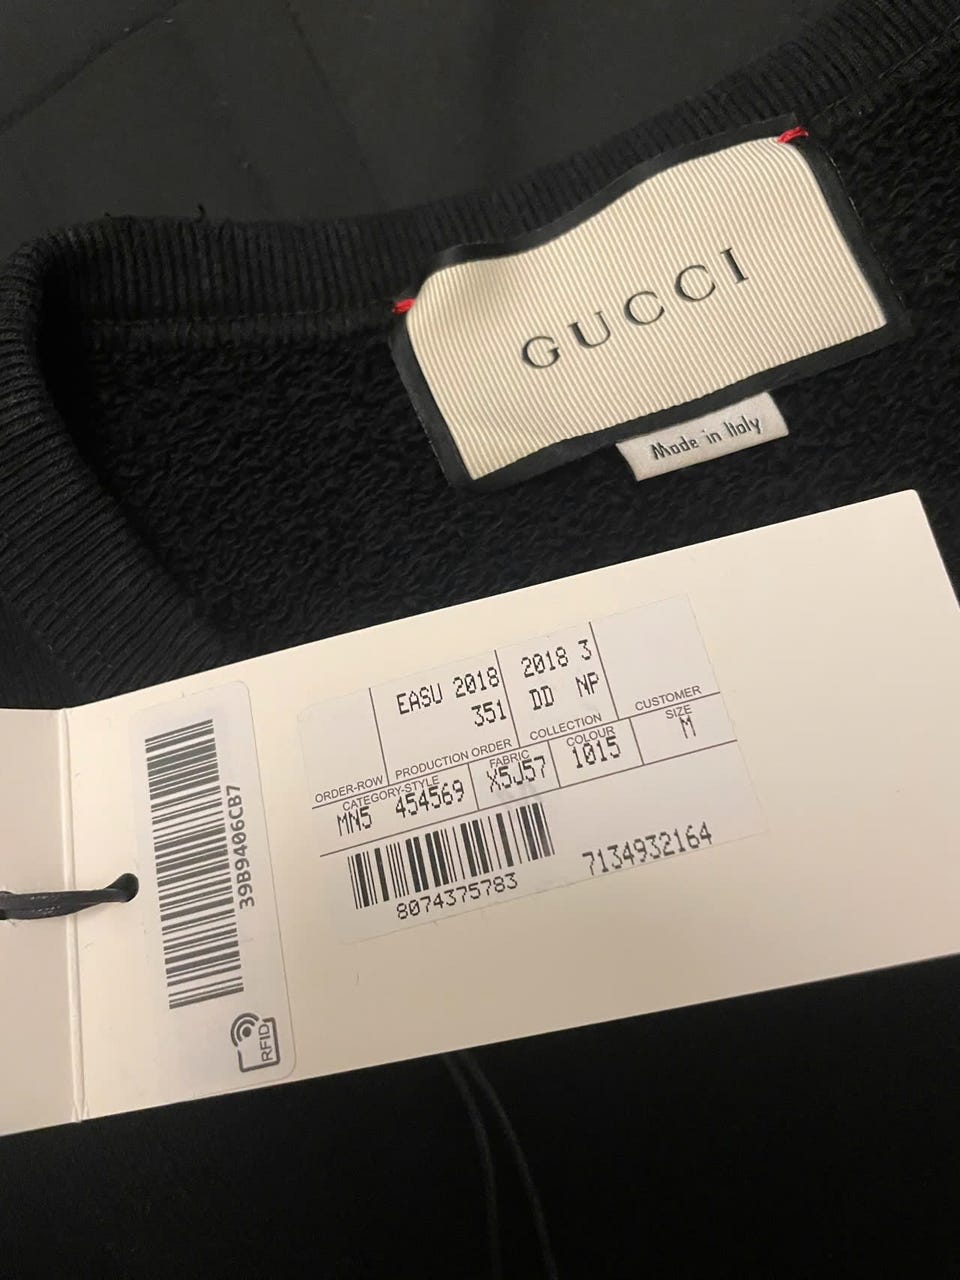 GUCCI
Made in Italy
EASU 2018
351
2018 3
DD NP
ORDER-ROW
PRODUCTION ORDER
COLLECTION
CUSTOMER
CATEGORY-STYLE
FABRIC
COLOUR
SIZE
MN5 454569
X5J57
1015
M
8074375783
7134932164
39B9406CB7
RFID